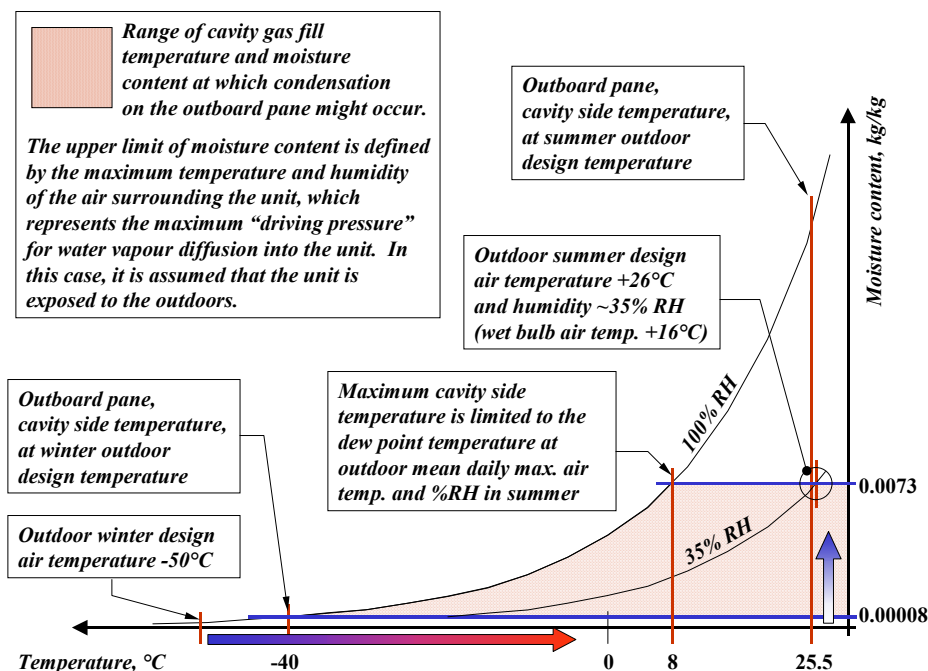 Range of cavity gas fill
temperature and moisture
content at which condensation
on the outboard pane might occur.
The upper limit of moisture content is defined
by the maximum temperature and humidity
of the air surrounding the unit, which
represents the maximum “driving pressure”
for water vapour diffusion into the unit.  In
this case, it is assumed that the unit is
exposed to the outdoors.
Outboard pane,
cavity side temperature,
at summer outdoor
design temperature
Moisture content, kg/kg
Outdoor summer design
air temperature +26°C
and humidity ~35% RH
(wet bulb air temp. +16°C)
Outboard pane,
cavity side temperature,
at winter outdoor
design temperature
Maximum cavity side
temperature is limited to the
dew point temperature at
outdoor mean daily max. air
temp. and %RH in summer
100% RH
0.0073
Outdoor winter design
air temperature -50°C
35% RH
0.00008
Temperature, °C
-40
0
8
25.5